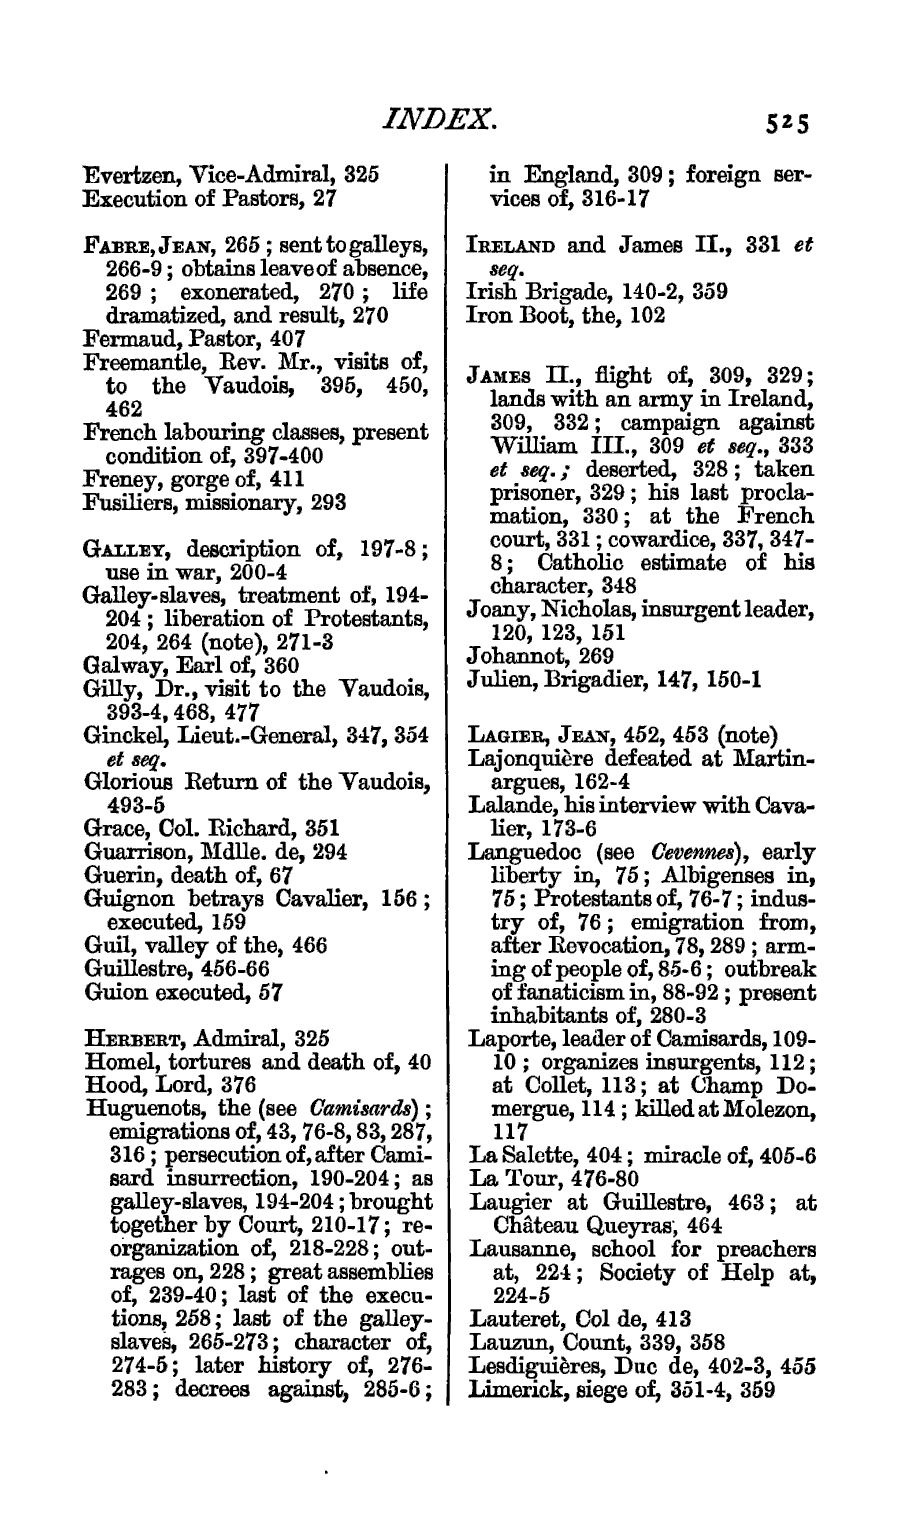 INDEX. 525
Evertzen, Vice-Admiral, 325
Execution of Pastors, 27
FABRE, JEAN, 265 ; sent to galleys,
266-9 ; obtains leave of absence,
269 ; exonerated, 270 ; life
dramatized, and result, 270
Fermaud, Pastor, 407
Freemantle, Rev. Mr., visits of,
to the Vaudois, 395, 450,
462
French labouring classes, present
condition of, 397-400
Freney, gorge of, 411
Fusiliers, missionary, 293
GALLEY, description of, 197-8 ;
use in war, 200-4
Galley-slaves, treatment of, 194-
204 ; liberation of Protestants,
204, 264 (note), 271-3
Galway, Earl of, 360
Gilly, Dr., visit to the Vaudois,
393-4, 468, 477
Ginckel, Lieut.-General, 347, 354
et seq.
Glorious Return of the Vaudois,
493-5
Grace, Col. Richard, 351
Guarrison, Mdlle. de, 294
Guerin, death of, 67
Guignon betrays Cavalier, 156 ;
executed, 159
Guil, valley of the, 466
Guillestre, 456-66
Guion executed, 57
HERBERT, Admiral, 325
Homel, tortures and death of, 40
Hood, Lord, 376
Huguenots, the (see Camisards) ;
emigrations of, 43, 76-8, 83, 287,
316 ; persecution of, after Cami-
sard insurrection, 190-204 ; as
galley-slaves, 194-204 ; brought
together by Court, 210-17 ; re-
organization of, 218-228 ; out-
rages on, 228 ; great assemblies
of, 239-40 ; last of the execu-
tions, 258 ; last of the galley-
slaves, 265-273 ; character of,
274-5 ; later history of, 276-
283 ; decrees against, 285-6 ;
in England, 309 ; foreign ser-
vices of, 316-17
IRELAND and James II., 331 et
seq.
Irish Brigade, 140-2, 359
Iron Boot, the, 102
JAMES II., flight of, 309, 329 ;
lands with an army in Ireland,
309, 332 ; campaign against
William III., 309 et seq., 333
et seq. ; deserted, 328 ; taken
prisoner, 329 ; his last procla-
mation, 330 ; at the French
court, 331 ; cowardice, 337, 347-
8 ; Catholic estimate of his
character, 348
Joany, Nicholas, insurgent leader,
120, 123, 151
Johannot, 269
Julien, Brigadier, 147, 150-1
LAGIER, JEAN, 452, 453 (note)
Lajonquière defeated at Martin-
argues, 162-4
Lalande, his interview with Cava-
lier, 173-6
Languedoc (see Cevennes), early
liberty in, 75 ; Albigenses in,
75 ; Protestants of, 76-7 ; indus-
try of, 76 ; emigration from,
after Revocation, 78, 289 ; arm-
ing of people of, 85-6 ; outbreak
of fanaticism in, 88-92 ; present
inhabitants of, 280-3
Laporte, leader of Camisards, 109-
10 ; organizes insurgents, 112 ;
at Collet, 113 ; at Champ Do-
mergue, 114 ; killed at Molezon,
117
La Salette, 404 ; miracle of, 405-6
La Tour, 476-80
Laugier at Guillestre, 463 ; at
Château Queyras, 464
Lausanne, school for preachers
at, 224 ; Society of Help at,
224-5
Lauteret, Col de, 413
Lauzun, Count, 339, 358
Lesdiguières, Duc de, 402-3, 455
Limerick, siege of, 351-4, 359